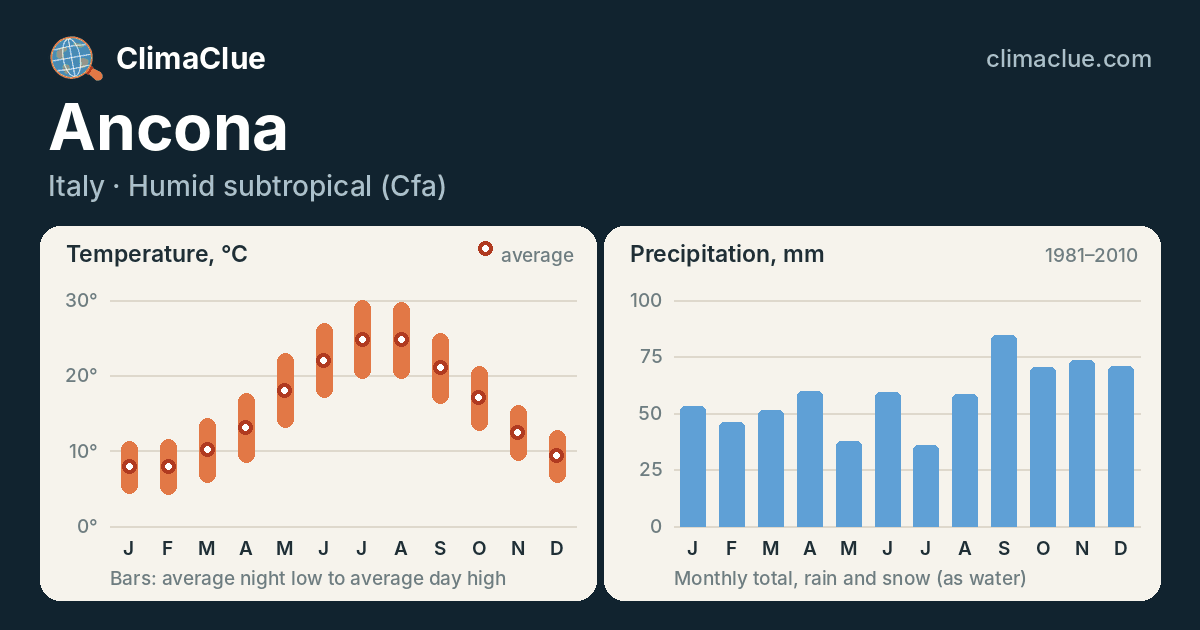 ClimaClue
climaclue.com
Ancona
Italy · Humid subtropical (Cfa)
Temperature, °C
average
30°
20°
10°
0°
J F M A M J J A S O N D
Bars: average night low to average day high
Precipitation, mm
1981–2010
100
75
50
25
0
J F M A M J J A S O N D
Monthly total, rain and snow (as water)